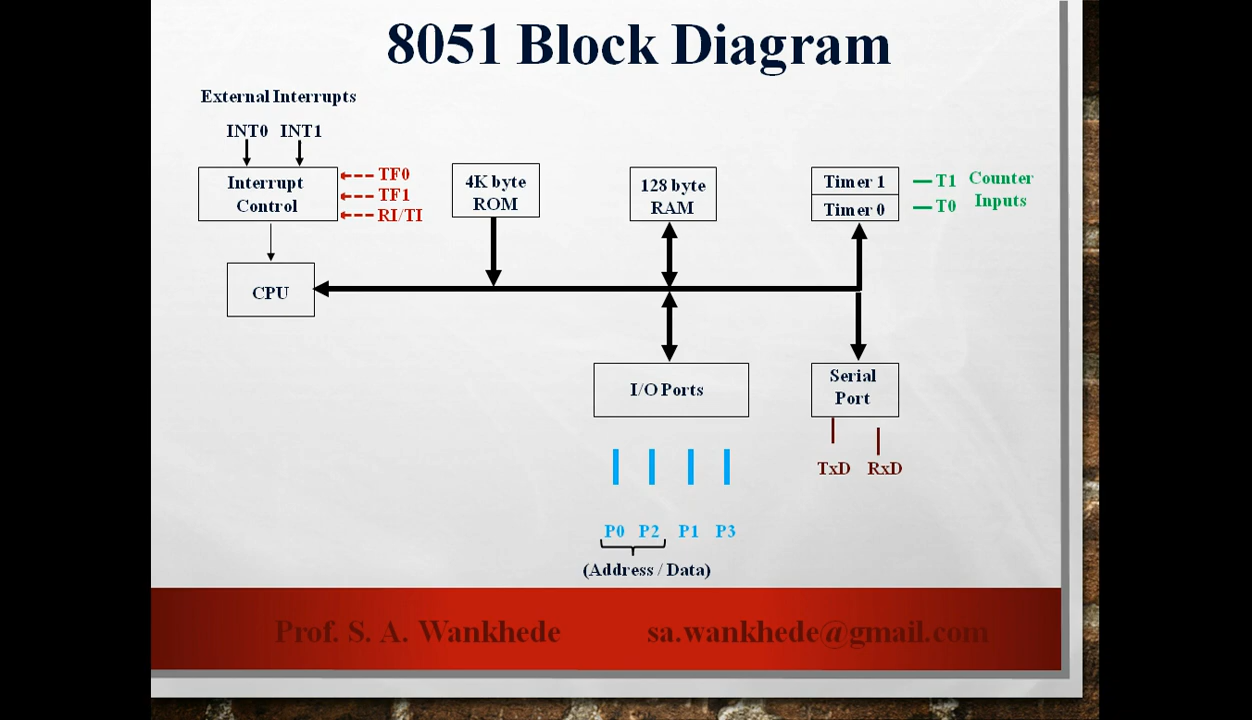 8051 Block Diagram
External Interrupts
INT0 INT1
Interrupt
Control
TF0
TF1
RI/TI
4K byte
ROM
128 byte
RAM
Timer 1
Timer 0
T1
T0
Counter
Inputs
CPU
I/O Ports
Serial
Port
TxD RxD
P0 P2 P1 P3
(Address / Data)
Prof. S. A. Wankhede sa.wankhede@gmail.com